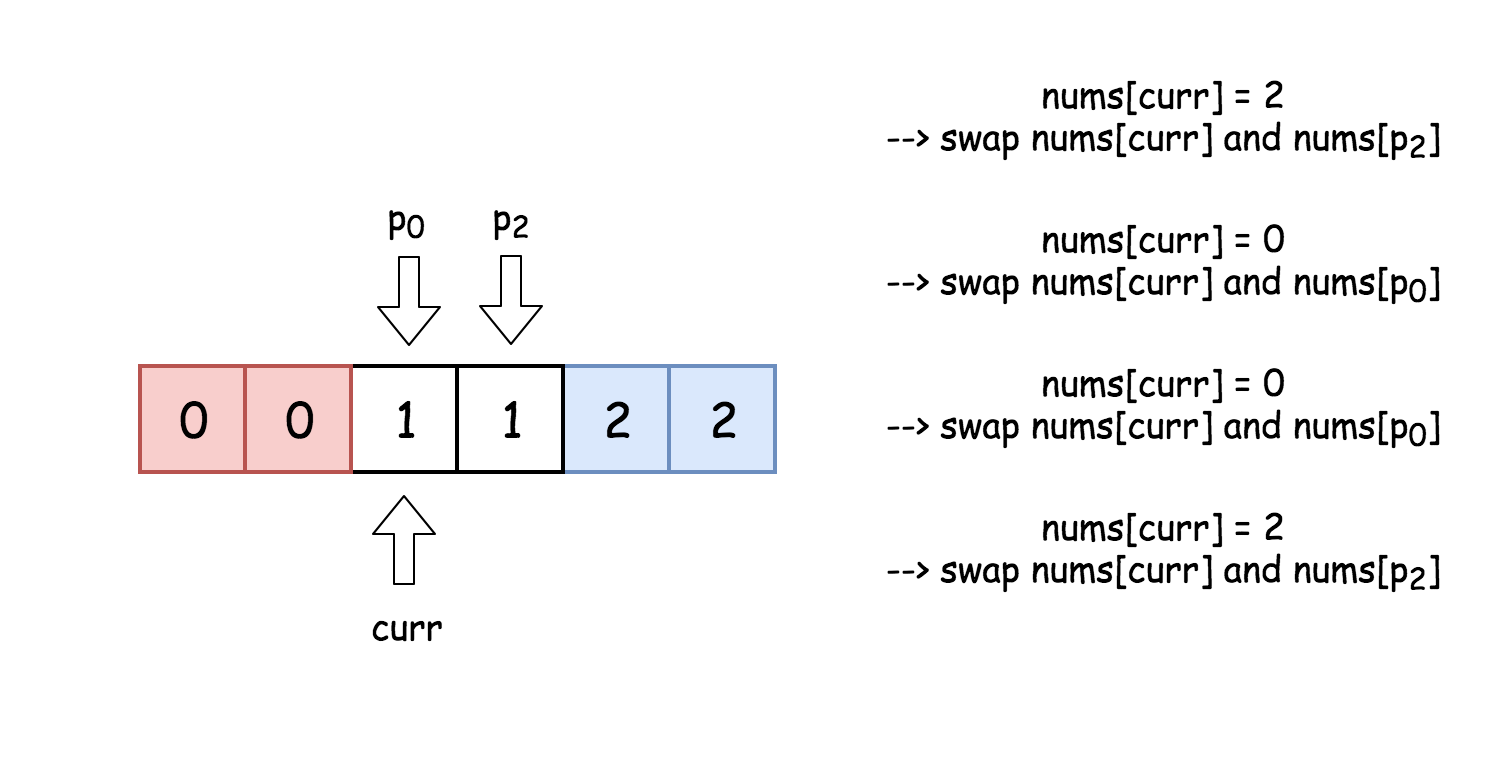 nums[curr] = 2
--> swap nums[curr] and nums[p₂]
p₀ p₂
nums[curr] = 0
--> swap nums[curr] and nums[p₀]
0 0 1 1 2 2
nums[curr] = 0
--> swap nums[curr] and nums[p₀]
nums[curr] = 2
--> swap nums[curr] and nums[p₂]
curr